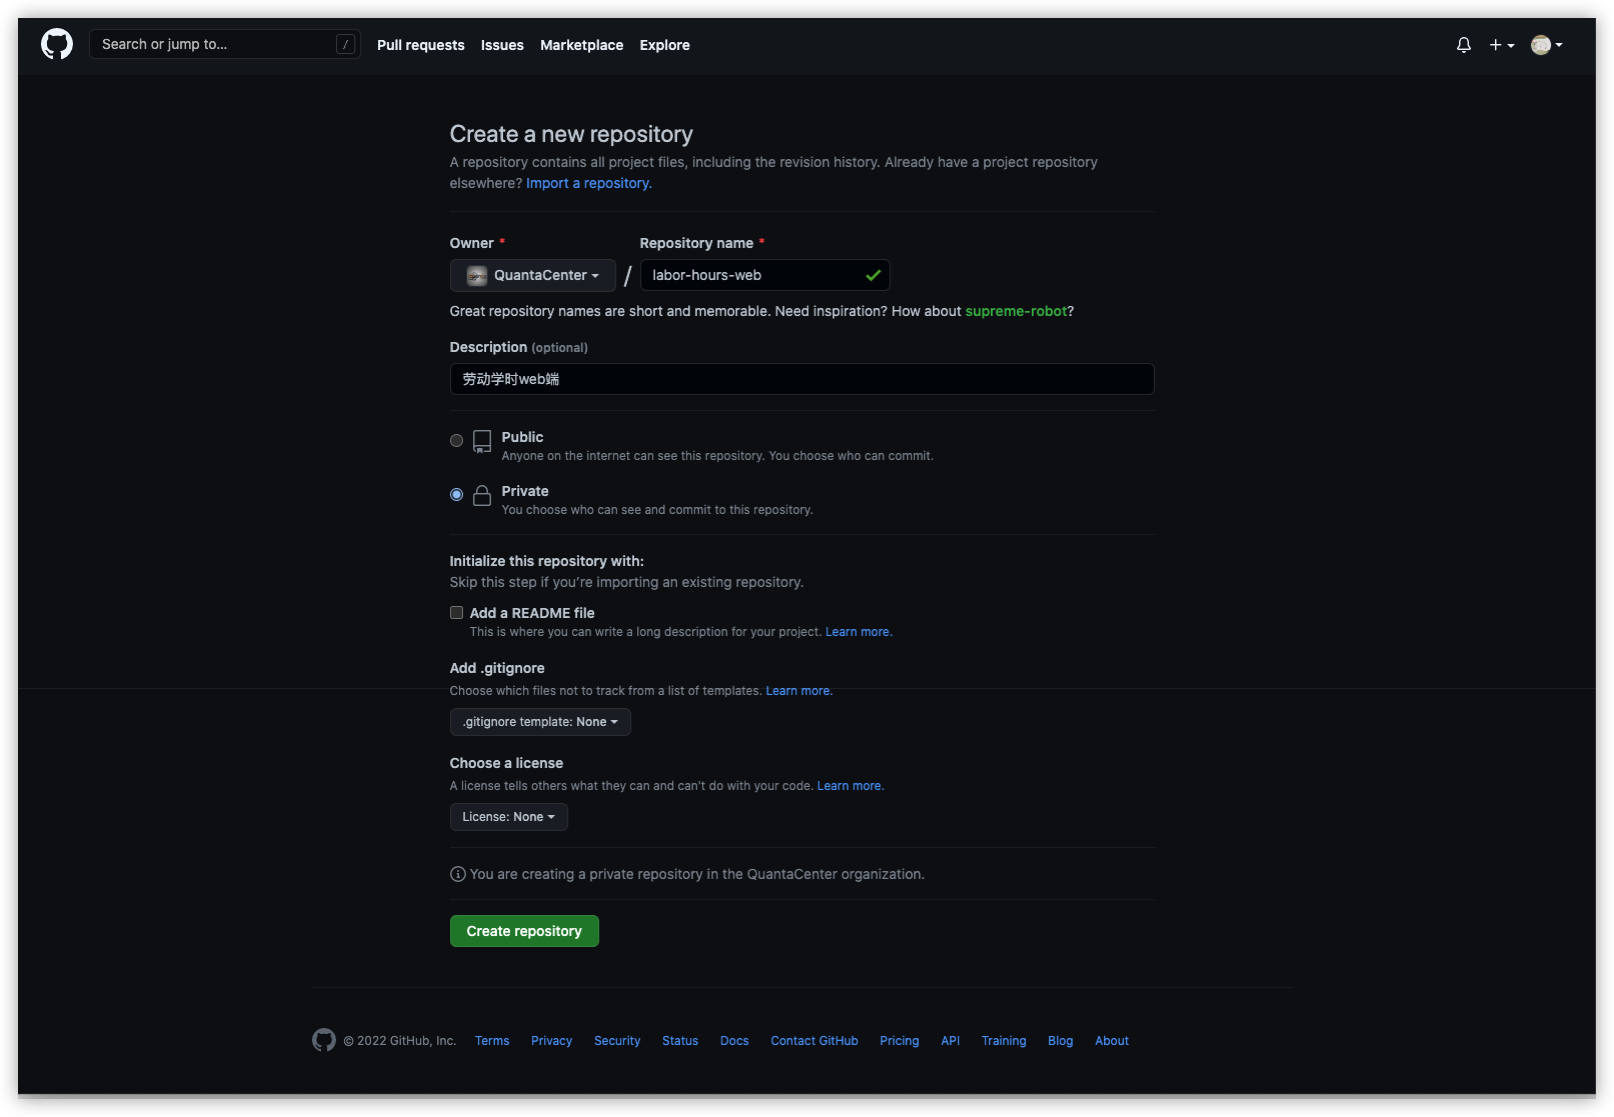 Search or jump to... /
Pull requests Issues Marketplace Explore
Create a new repository
A repository contains all project files, including the revision history. Already have a project repository
elsewhere? Import a repository.
Owner * Repository name *
QuantaCenter / labor-hours-web
Great repository names are short and memorable. Need inspiration? How about supreme-robot?
Description (optional)
劳动学时web端
Public
Anyone on the internet can see this repository. You choose who can commit.
Private
You choose who can see and commit to this repository.
Initialize this repository with:
Skip this step if you’re importing an existing repository.
Add a README file
This is where you can write a long description for your project. Learn more.
Add .gitignore
Choose which files not to track from a list of templates. Learn more.
.gitignore template: None
Choose a license
A license tells others what they can and can't do with your code. Learn more.
License: None
You are creating a private repository in the QuantaCenter organization.
Create repository
© 2022 GitHub, Inc. Terms Privacy Security Status Docs Contact GitHub Pricing API Training Blog About